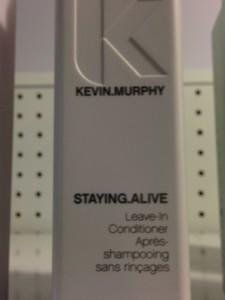 KEVIN.MURPHY
STAYING.ALIVE
Leave-In
Conditioner
Après-
shampooing
sans rinçages